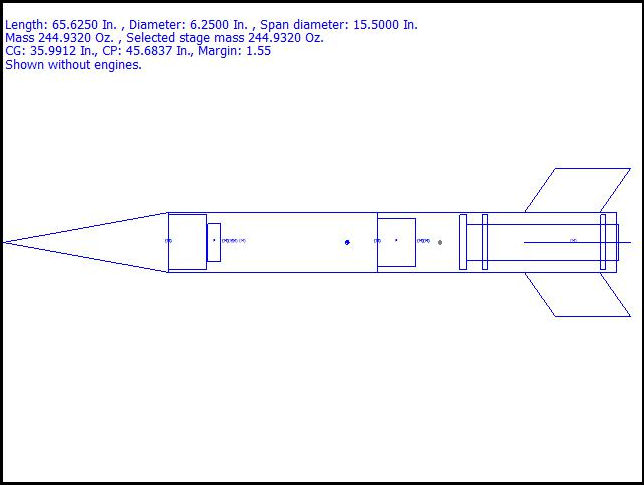 Length: 65.6250 In. , Diameter: 6.2500 In. , Span diameter: 15.5000 In.
Mass 244.9320 Oz. , Selected stage mass 244.9320 Oz.
CG: 35.9912 In., CP: 45.6837 In., Margin: 1.55
Shown without engines.